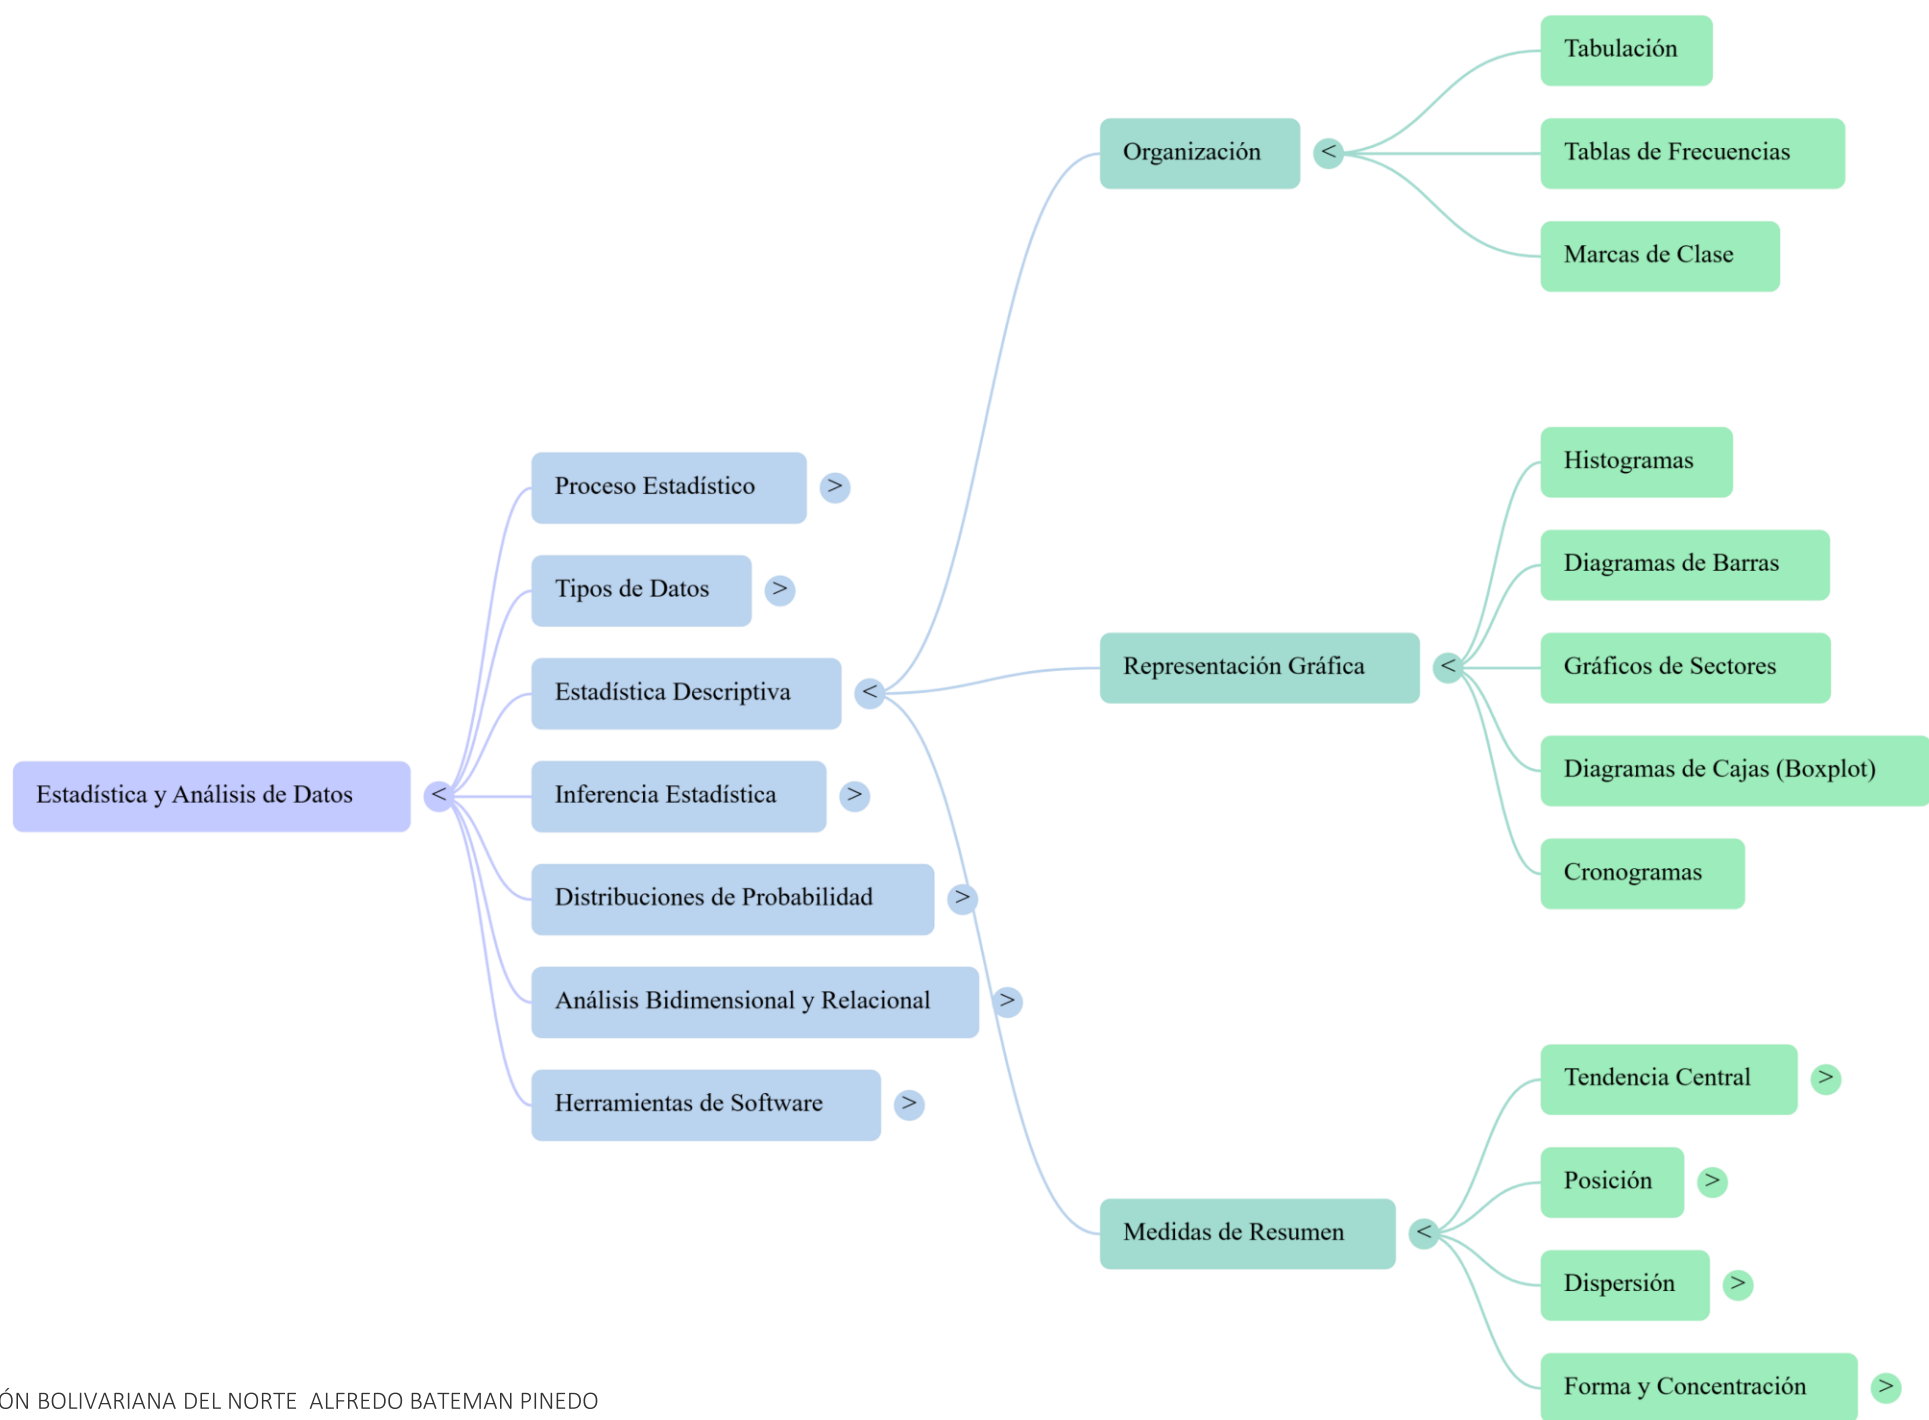 Estadística y Análisis de Datos
<
Proceso Estadístico
>
Tipos de Datos
>
Estadística Descriptiva
<
Inferencia Estadística
>
Distribuciones de Probabilidad
>
Análisis Bidimensional y Relacional
>
Herramientas de Software
>
Organización
<
Tabulación
Tablas de Frecuencias
Marcas de Clase
Representación Gráfica
<
Histogramas
Diagramas de Barras
Gráficos de Sectores
Diagramas de Cajas (Boxplot)
Cronogramas
Medidas de Resumen
<
Tendencia Central
>
Posición
>
Dispersión
>
Forma y Concentración
>
ÓN BOLIVARIANA DEL NORTE ALFREDO BATEMAN PINEDO